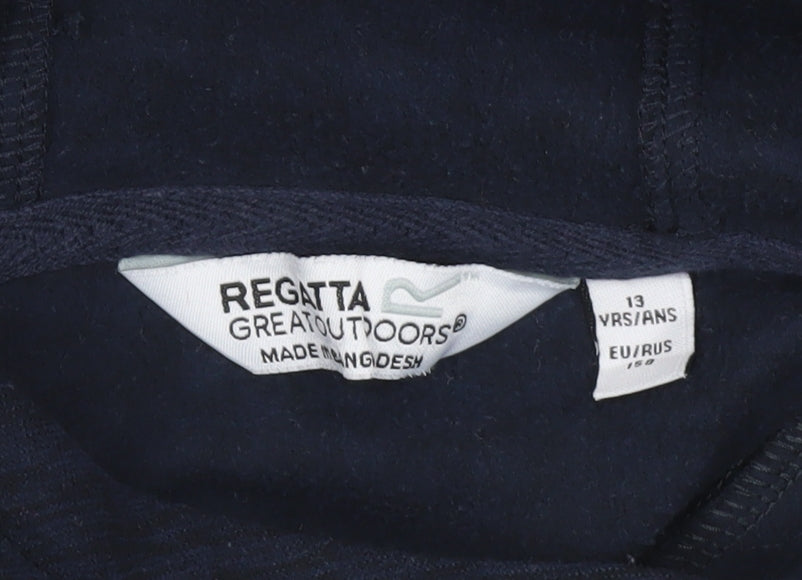 REGATTA
GREAT OUTDOORS®
MADE IN BANGLADESH
13
YRS/ANS
EU/RUS
158